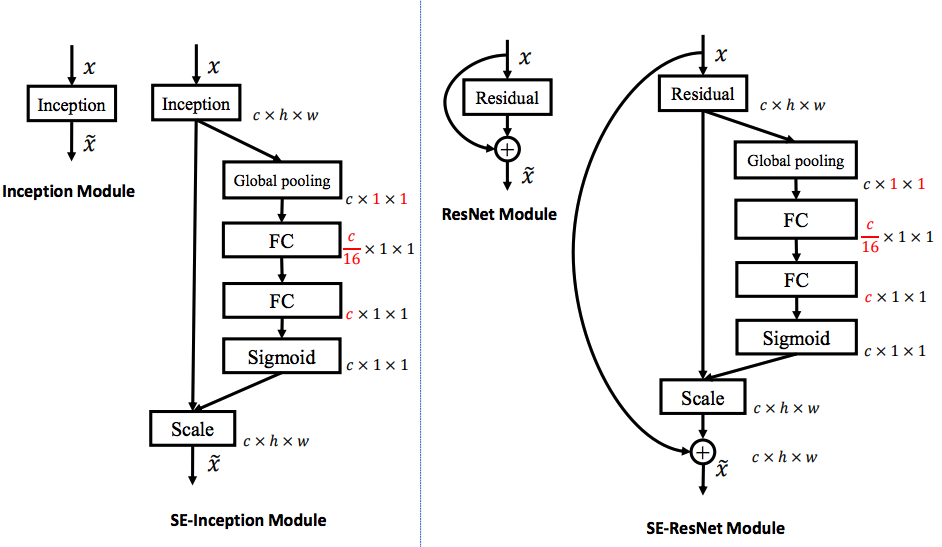 x
Inception
x̃
Inception Module
x
Inception
c × h × w
Global pooling
c × 1 × 1
FC
c/16 × 1 × 1
FC
c × 1 × 1
Sigmoid
c × 1 × 1
Scale
c × h × w
x̃
SE-Inception Module
x
Residual
+
x̃
ResNet Module
x
Residual
c × h × w
Global pooling
c × 1 × 1
FC
c/16 × 1 × 1
FC
c × 1 × 1
Sigmoid
c × 1 × 1
Scale
c × h × w
+
x̃
c × h × w
SE-ResNet Module